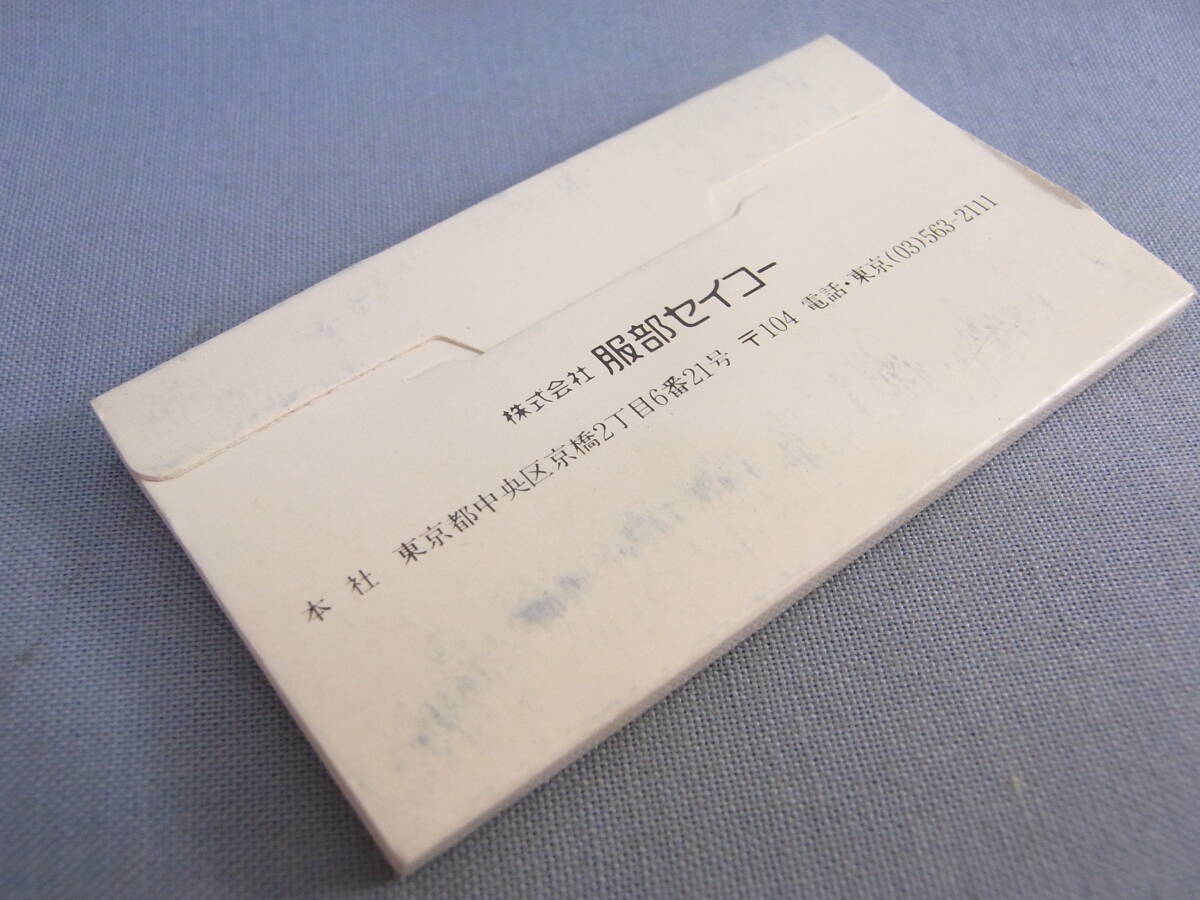 株式会社 服部セイコー
本 社 東京都中央区京橋2丁目6番21号 〒104 電話・東京(03)563-2111